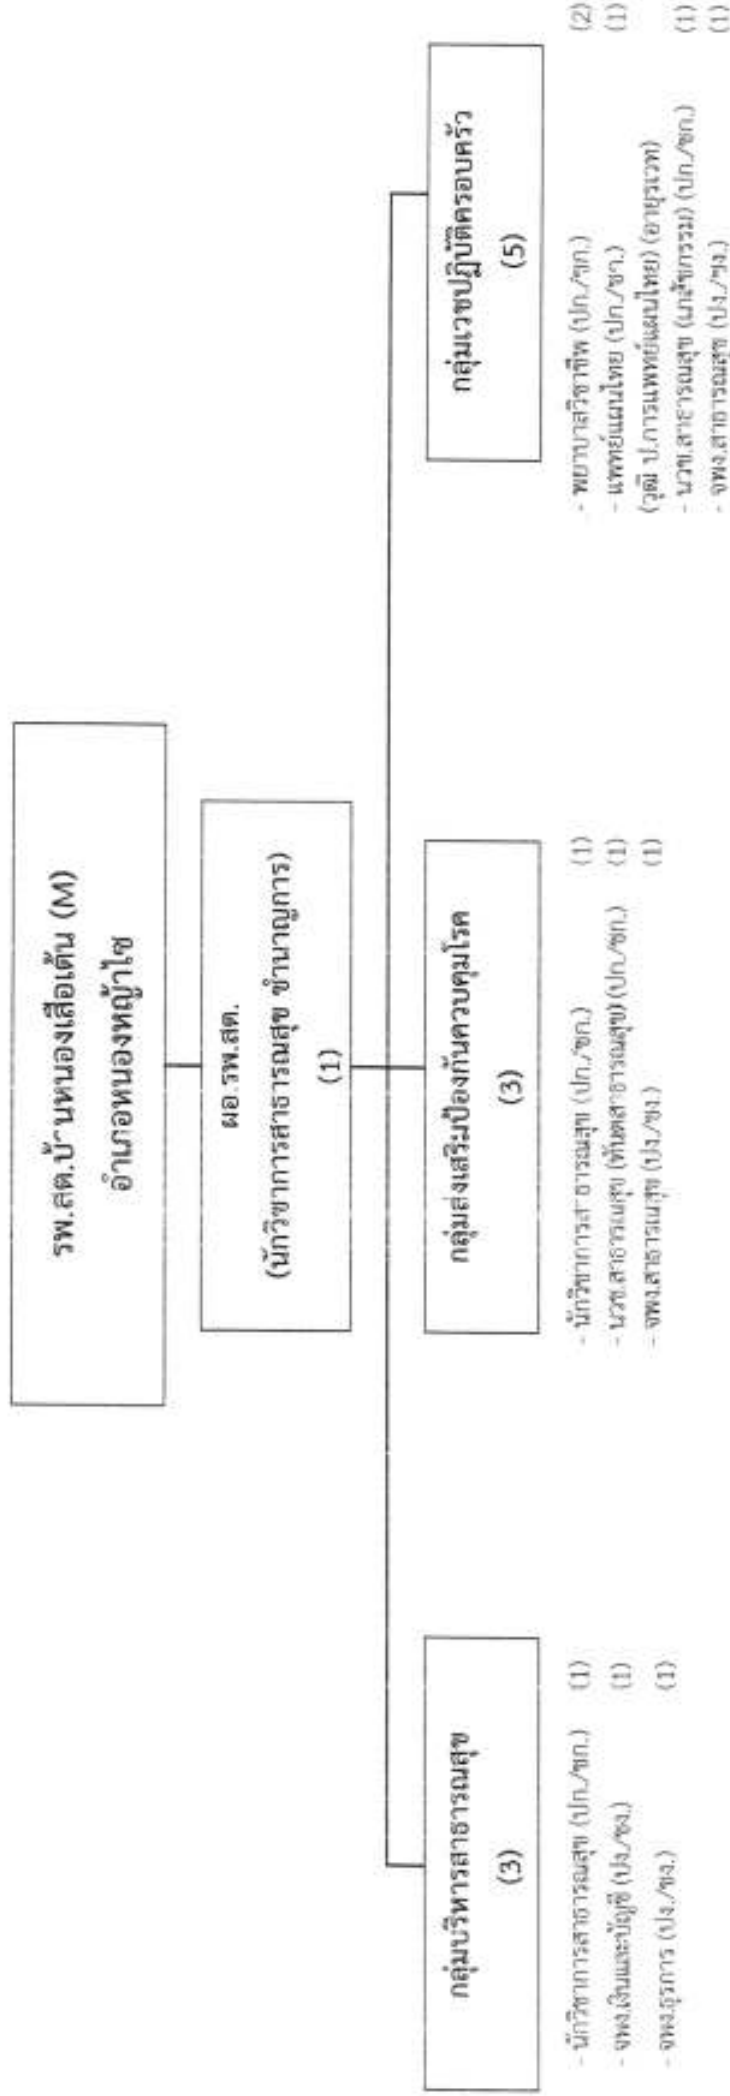 รพ.สต.บ้านหนองเสือเต้น (M)
อำเภอหนองหญ้าไซ
ผอ.รพ.สต.
(นักวิชาการสาธารณสุข ชำนาญการ)
(1)
กลุ่มบริหารสาธารณสุข
(3)
- นักวิชาการสาธารณสุข (ปก./ชก.) (1)
- จพง.เงินและบัญชี (ปง./ชง.) (1)
- จพง.ธุรการ (ปง./ชง.) (1)
กลุ่มส่งเสริมป้องกันควบคุมโรค
(3)
- นักวิชาการสาธารณสุข (ปก./ชก.) (1)
- นวช.สาธารณสุข (ทันตสาธารณสุข) (ปก./ชก.) (1)
- จพง.สาธารณสุข (ปง./ชง.) (1)
กลุ่มเวชปฏิบัติครอบครัว
(5)
- พยาบาลวิชาชีพ (ปก./ชก.) (2)
- แพทย์แผนไทย (ปก./ชก.) (1)
(วุฒิ ป.การแพทย์แผนไทย) (อายุรเวท)
- นวช.สาธารณสุข (เภสัชกรรม) (ปก./ชก.) (1)
- จพง.สาธารณสุข (ปง./ชง.) (1)